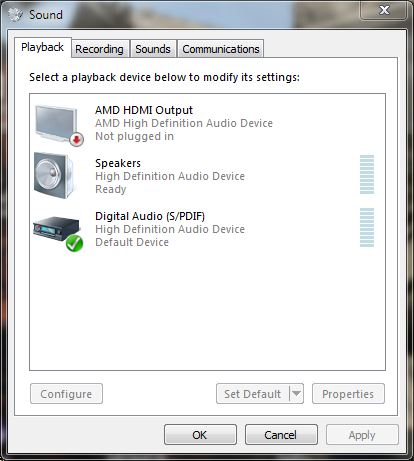 Sound
Playback
Recording
Sounds
Communications
Select a playback device below to modify its settings:
AMD HDMI Output
AMD High Definition Audio Device
Not plugged in
Speakers
High Definition Audio Device
Ready
Digital Audio (S/PDIF)
High Definition Audio Device
Default Device
Configure
Set Default
Properties
OK
Cancel
Apply